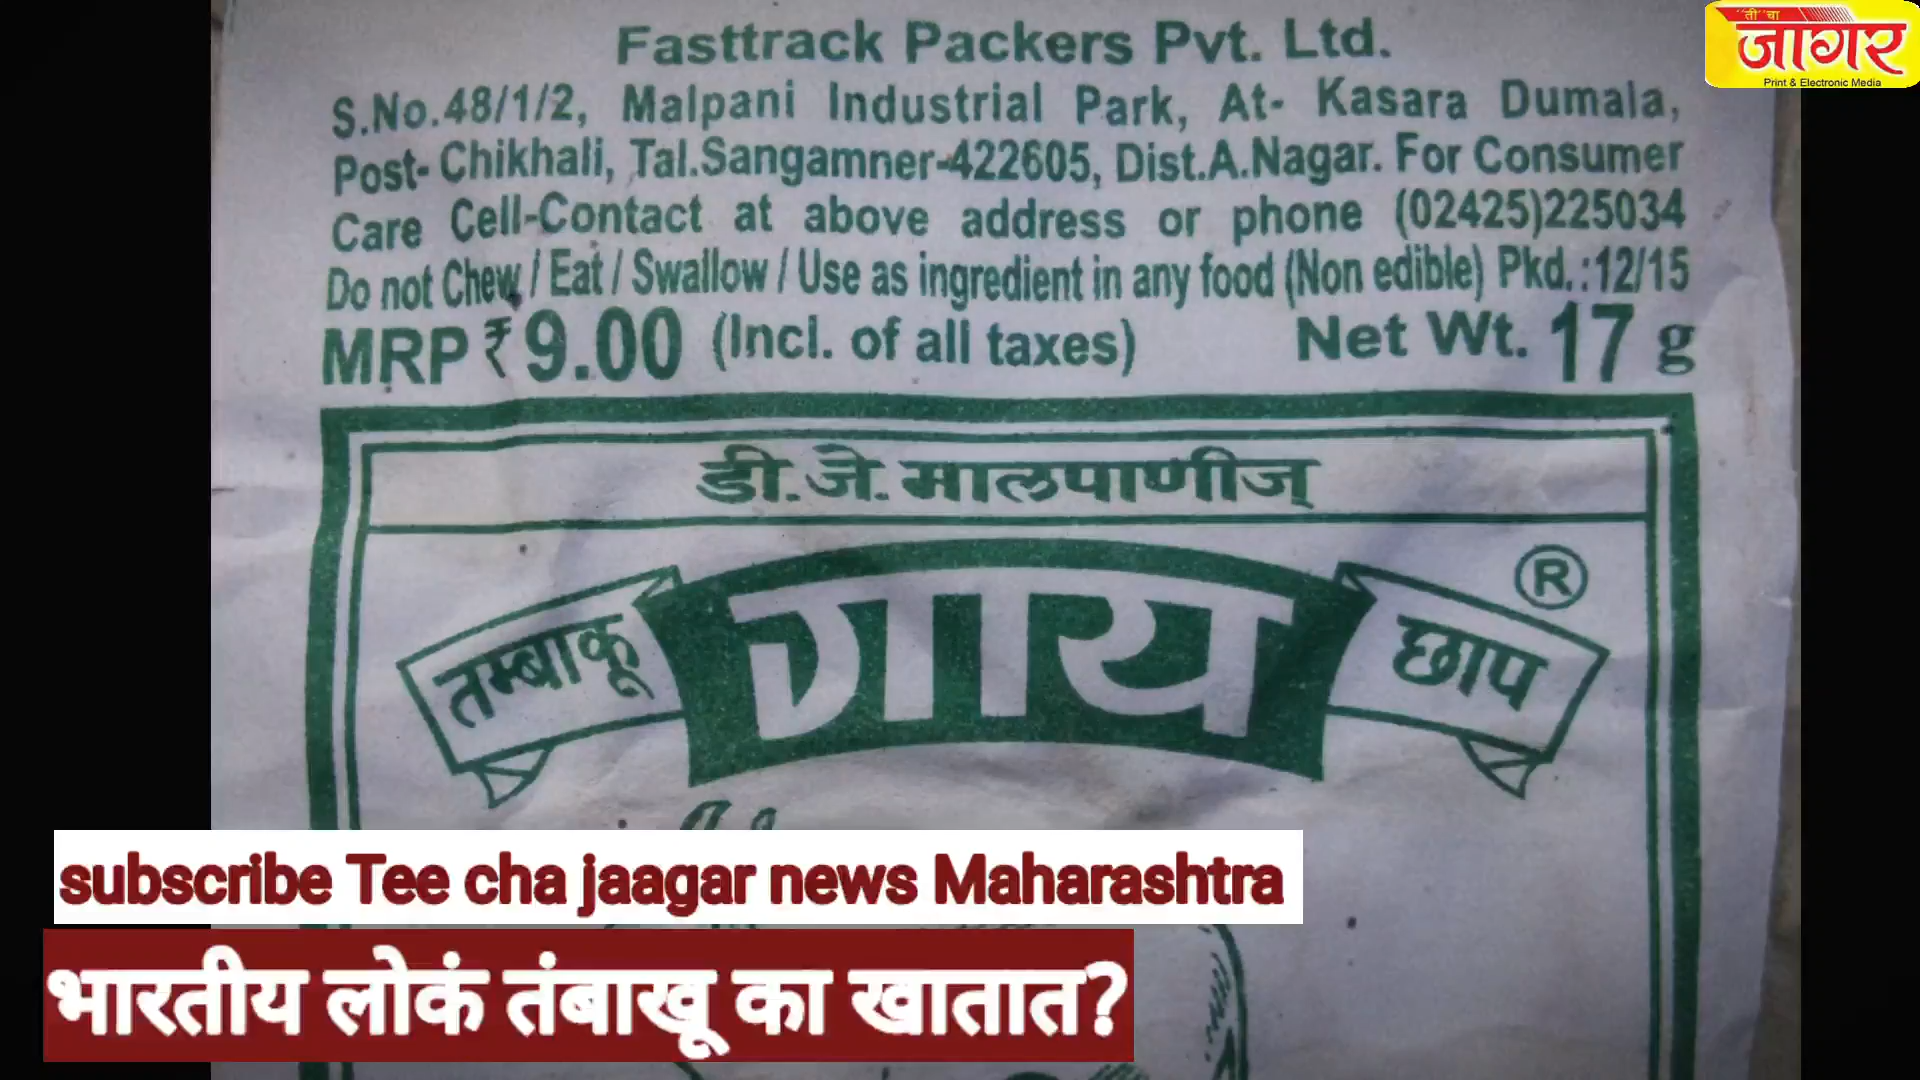 Fasttrack Packers Pvt. Ltd.
S.No.48/1/2, Malpani Industrial Park, At- Kasara Dumala,
Post- Chikhali, Tal.Sangamner-422605, Dist.A.Nagar. For Consumer
Care Cell-Contact at above address or phone (02425)225034
Do not Chew / Eat / Swallow / Use as ingredient in any food (Non edible) Pkd.:12/15
MRP ₹ 9.00 (Incl. of all taxes) Net Wt. 17 g
डी.जे.मालपाणीज्
तम्बाकू गाय छाप ®
"ती"चा
जागर
Print & Electronic Media
subscribe Tee cha jaagar news Maharashtra
भारतीय लोकं तंबाखू का खातात?